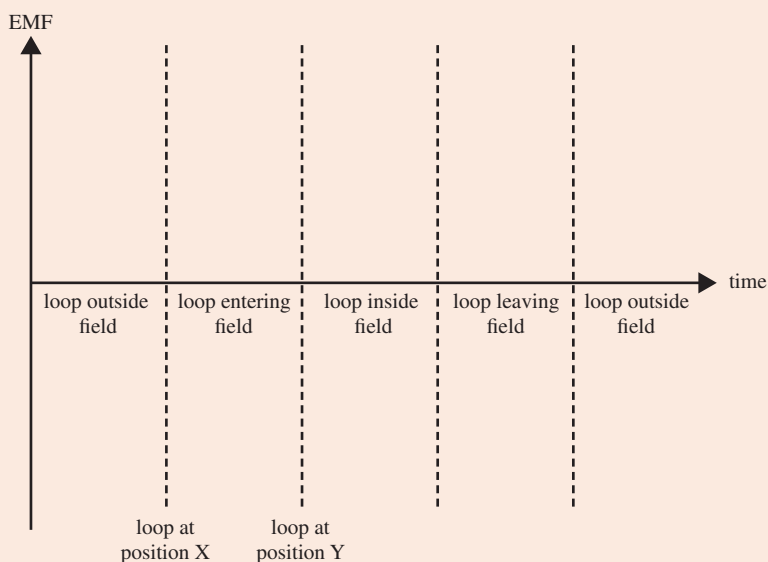 EMF
time
loop outside
field
loop entering
field
loop inside
field
loop leaving
field
loop outside
field
loop at
position X
loop at
position Y